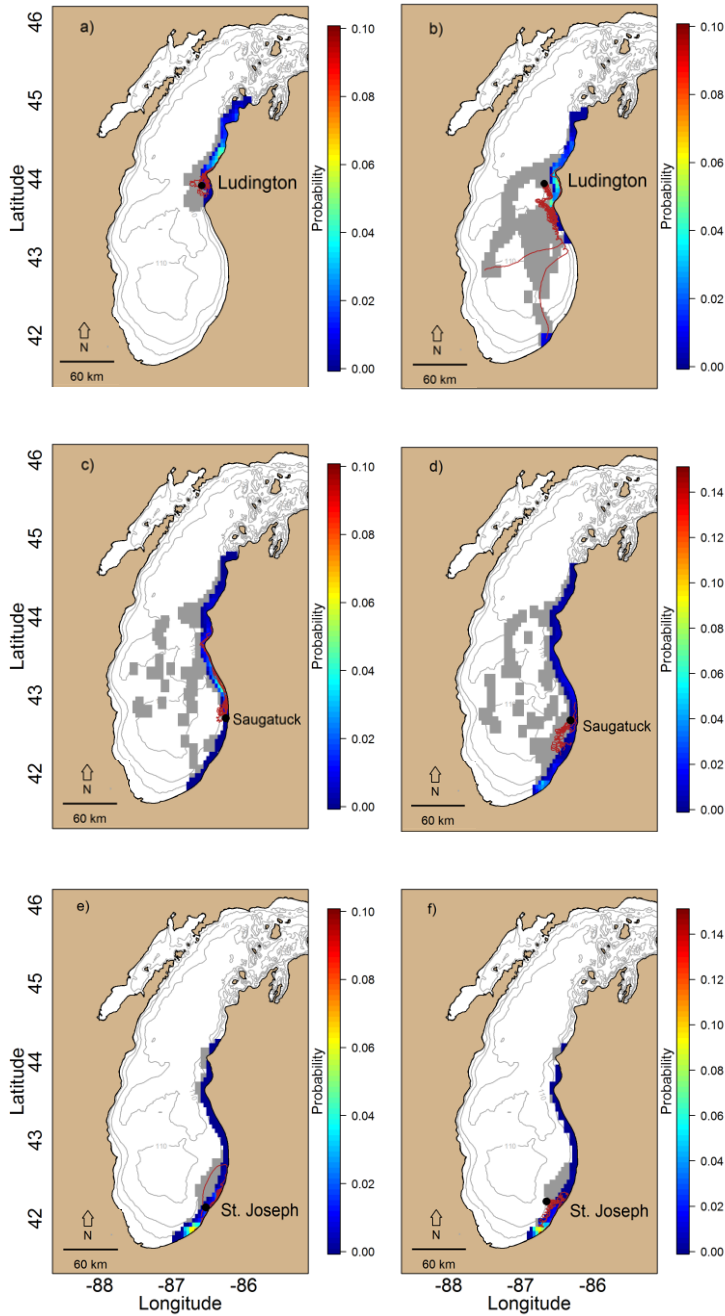 a)
Latitude
46
45
44
43
42
Ludington
110
N
60 km
Probability
0.10
0.08
0.06
0.04
0.02
0.00
b)
Ludington
110
N
60 km
Probability
0.10
0.08
0.06
0.04
0.02
0.00
c)
Latitude
46
45
44
43
42
Saugatuck
N
60 km
Probability
0.10
0.08
0.06
0.04
0.02
0.00
d)
Saugatuck
N
60 km
Probability
0.14
0.12
0.10
0.08
0.06
0.04
0.02
0.00
e)
Latitude
46
45
44
43
42
110
St. Joseph
N
60 km
Probability
0.10
0.08
0.06
0.04
0.02
0.00
-88
-87
-86
Longitude
f)
110
St. Joseph
N
60 km
Probability
0.14
0.12
0.10
0.08
0.06
0.04
0.02
0.00
-88
-87
-86
Longitude